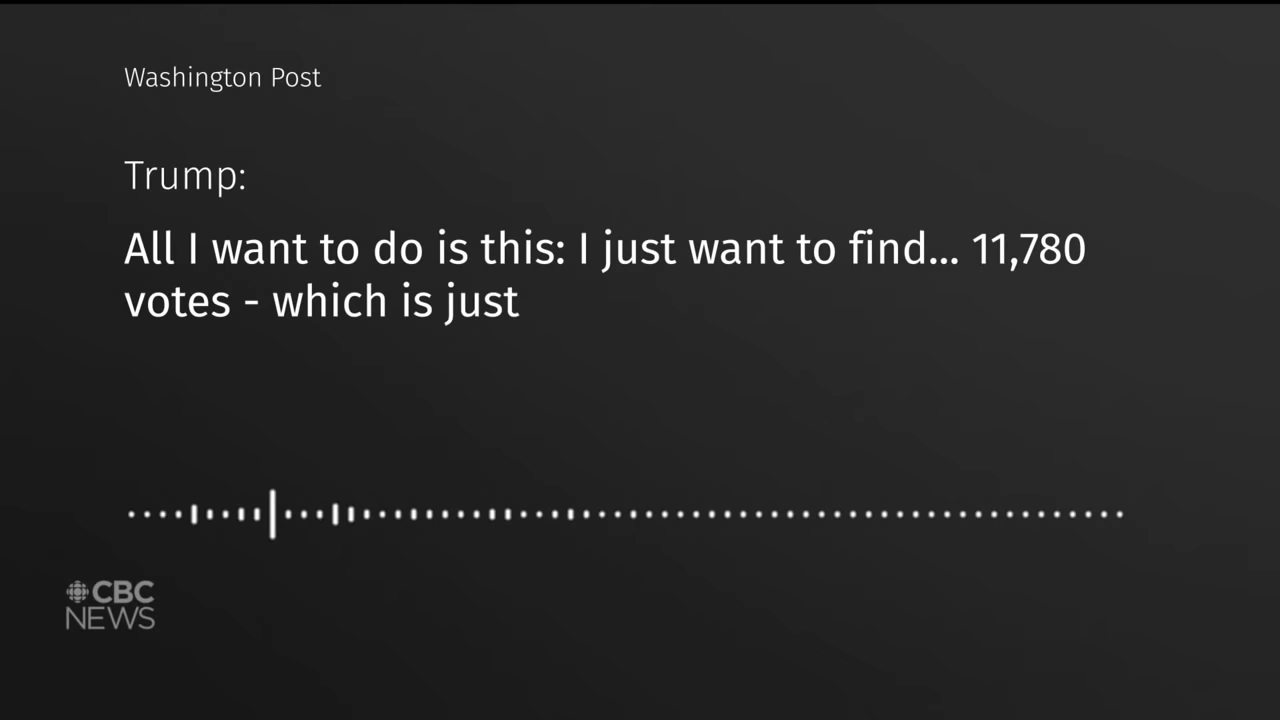 Washington Post
Trump:
All I want to do is this: I just want to find... 11,780
votes - which is just
CBC
NEWS